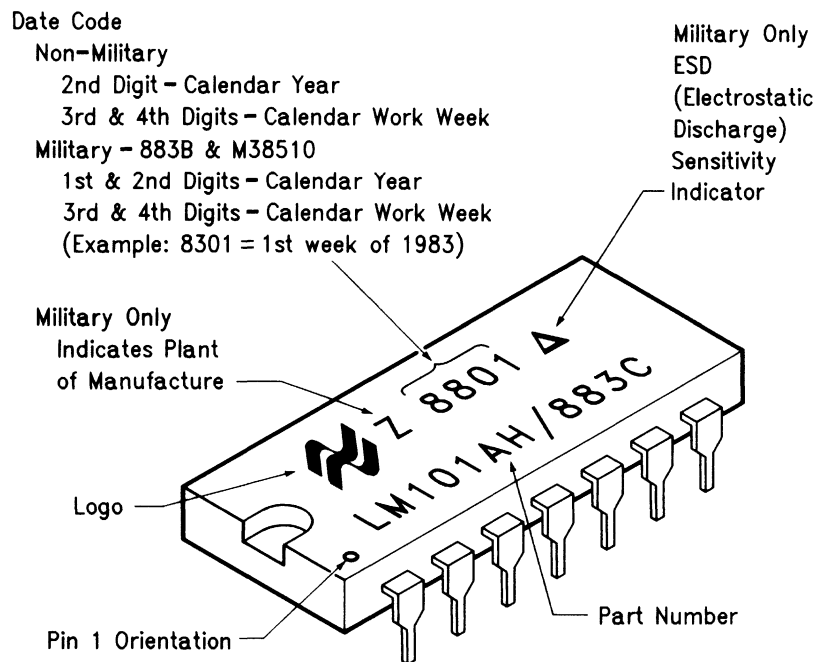 Date Code
Non-Military
2nd Digit - Calendar Year
3rd & 4th Digits - Calendar Work Week
Military - 883B & M38510
1st & 2nd Digits - Calendar Year
3rd & 4th Digits - Calendar Work Week
(Example: 8301 = 1st week of 1983)
Military Only
ESD
(Electrostatic
Discharge)
Sensitivity
Indicator
Military Only
Indicates Plant
of Manufacture
Z 8801
LM101AH/883C
Logo
Pin 1 Orientation
Part Number